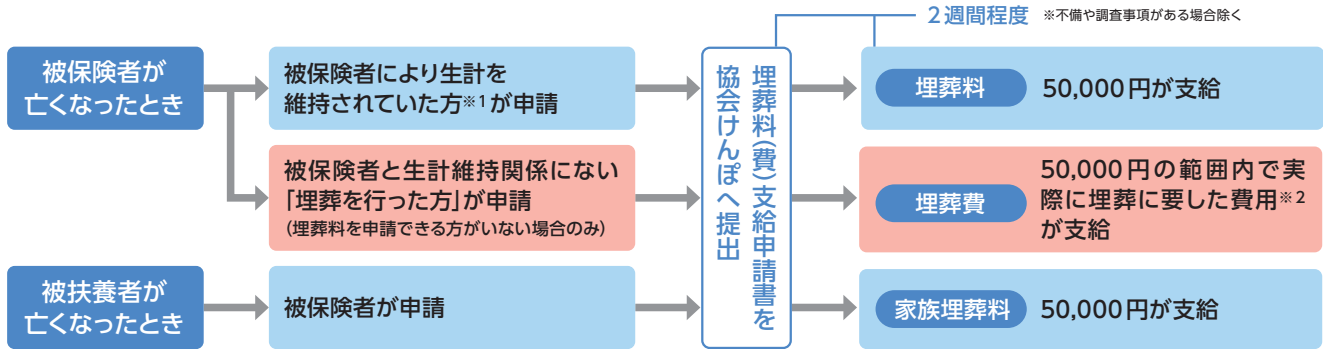 2週間程度 ※不備や調査事項がある場合除く
被保険者が
亡くなったとき
被保険者により生計を
維持されていた方※1が申請
被保険者と生計維持関係にない
「埋葬を行った方」が申請
(埋葬料を申請できる方がいない場合のみ)
被扶養者が
亡くなったとき
被保険者が申請
埋葬料(費)支給申請書を
協会けんぽへ提出
埋葬料 50,000円が支給
埋葬費
50,000円の範囲内で実
際に埋葬に要した費用※2
が支給
家族埋葬料 50,000円が支給